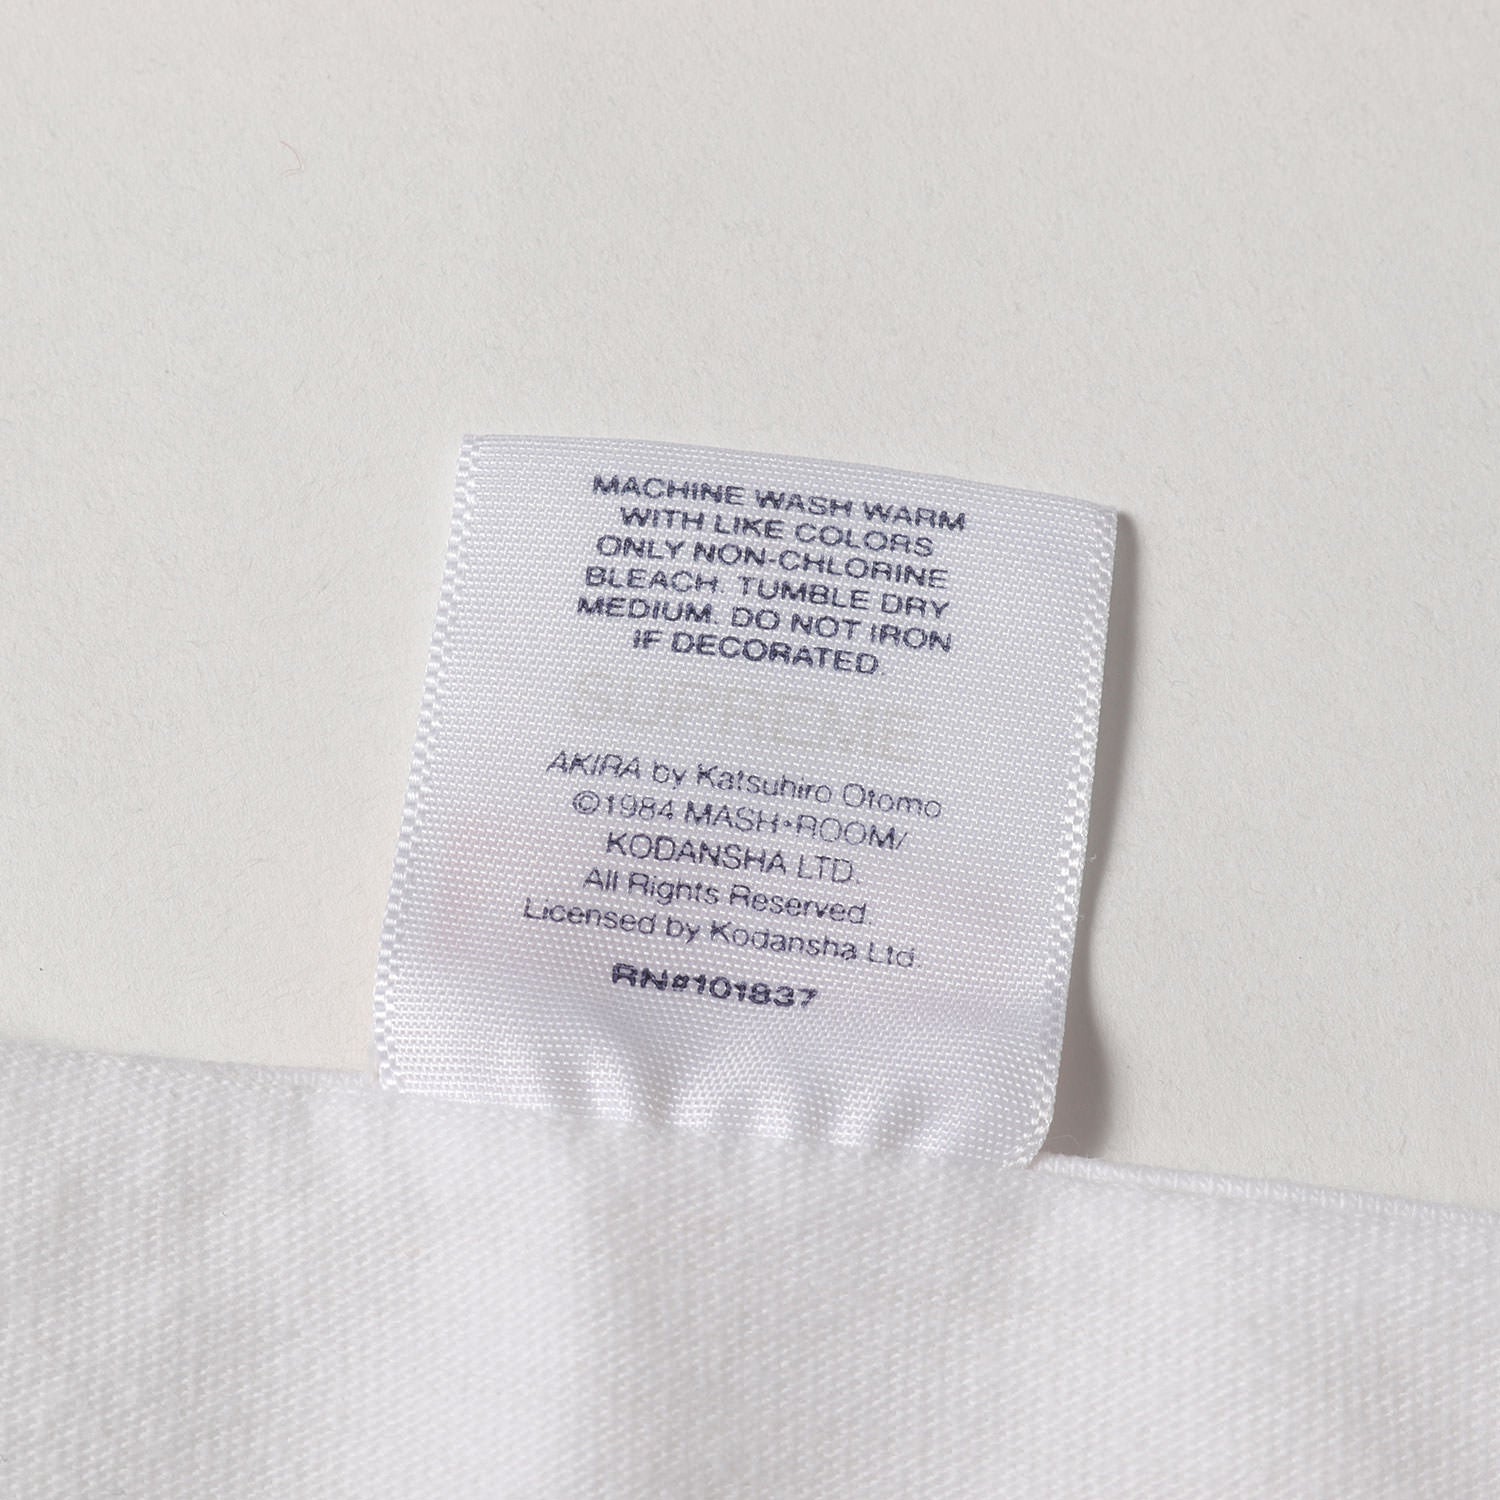 MACHINE WASH WARM
WITH LIKE COLORS
ONLY NON-CHLORINE
BLEACH. TUMBLE DRY
MEDIUM. DO NOT IRON
IF DECORATED.
SUPREME
AKIRA by Katsuhiro Otomo
©1984 MASH•ROOM/
KODANSHA LTD.
All Rights Reserved.
Licensed by Kodansha Ltd.
RN#101837